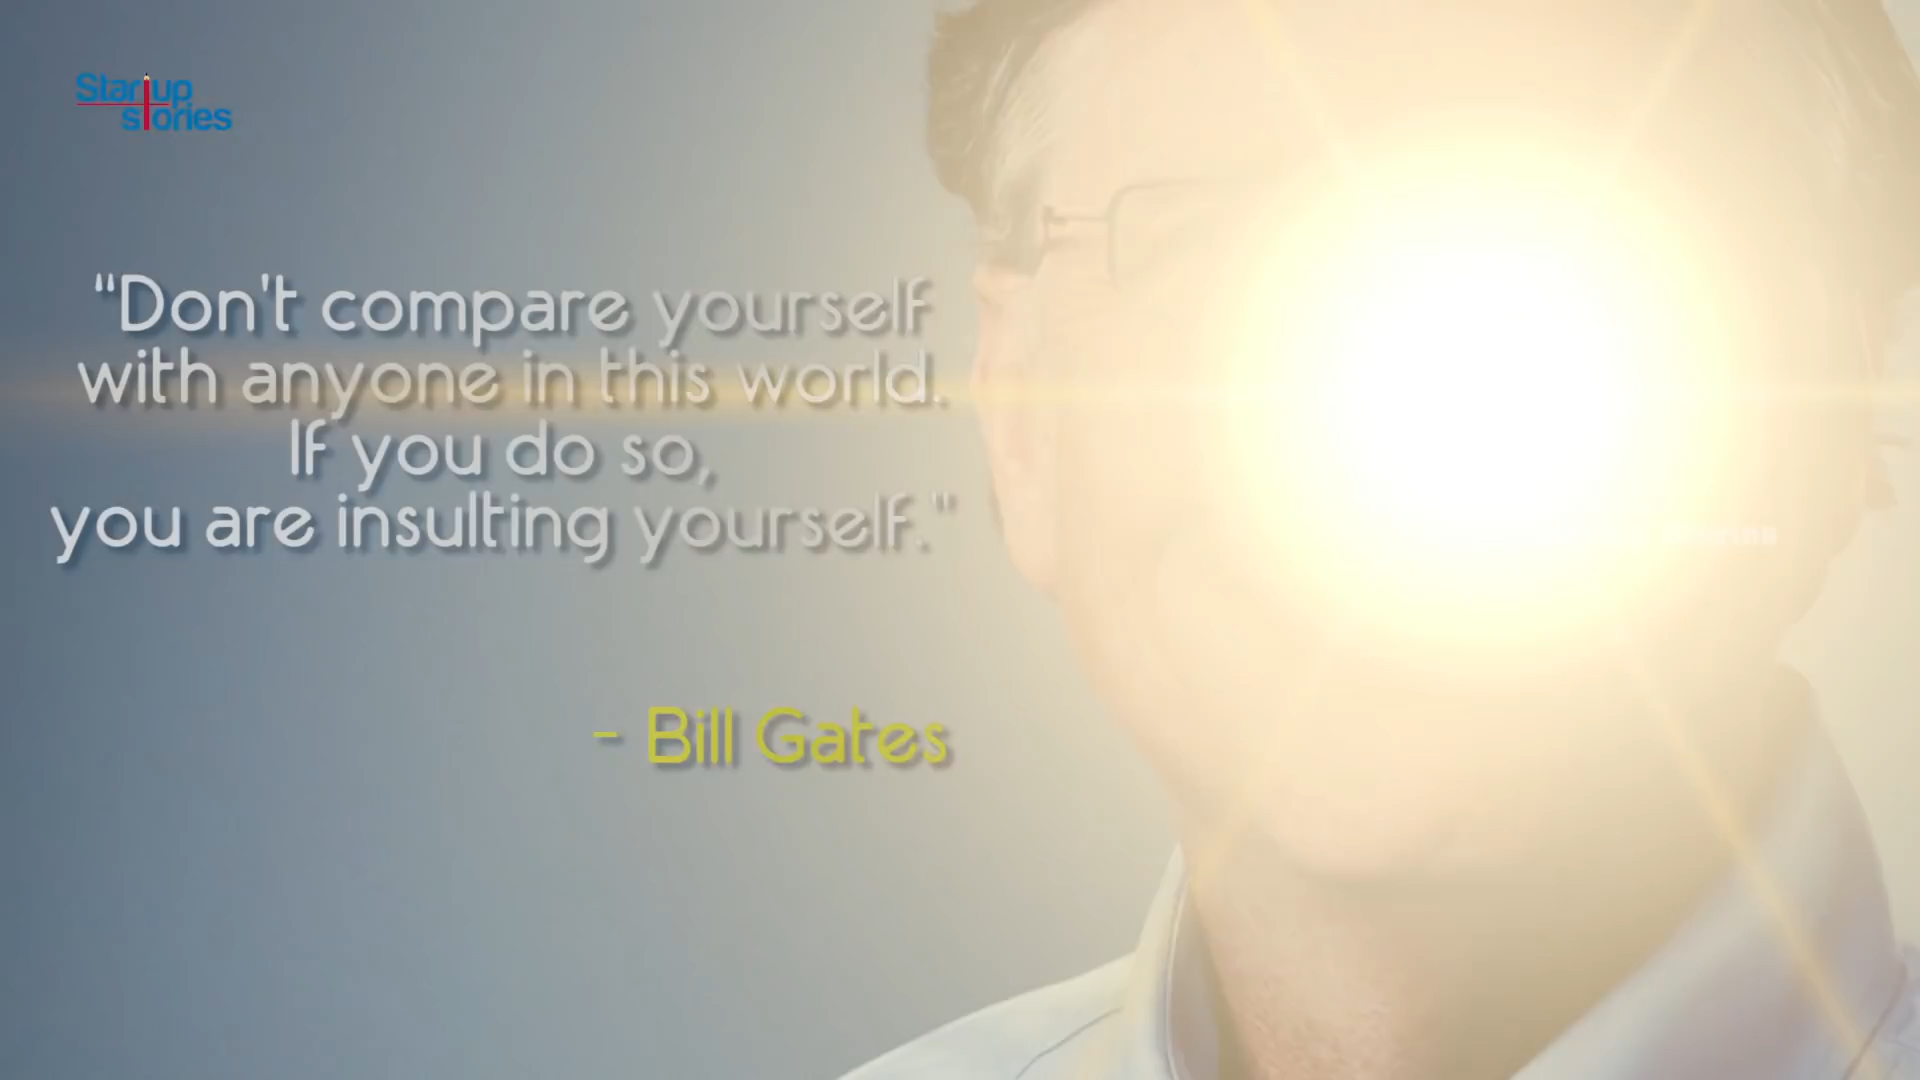 Startup
stories
"Don't compare yourself
with anyone in this world.
If you do so,
you are insulting yourself."
- Bill Gates